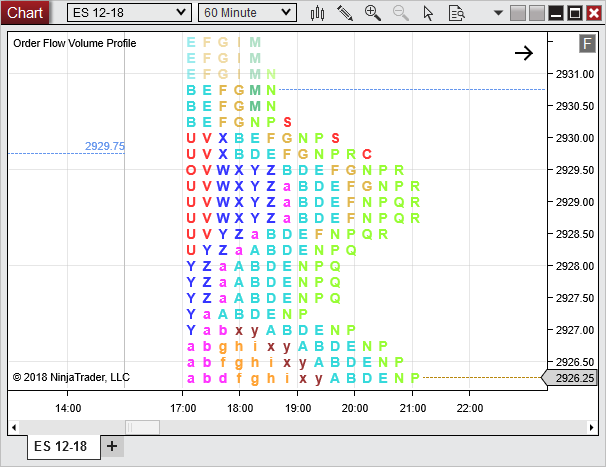 Chart ES 12-18 60 Minute
Order Flow Volume Profile
F
E F G I M
E F G I M
E F G I M N 2931.00
B E F G M N
B E F G M N 2930.50
B E F G N P S
U V X B E F G N P S 2930.00
2929.75
U V X B D E F G N P R C
O V W X Y Z B D E F G N P R 2929.50
U V W X Y Z a B D E F G N P R
U V W X Y Z a B D E F N P Q R 2929.00
U V W X Y Z a B D E F N P Q R
U V Y Z a B D E F N P Q R 2928.50
U Y Z a A B D E N P Q
Y Z a A B D E N P Q 2928.00
Y Z a A B D E N P Q
Y Z a A B D E N P Q 2927.50
Y a A B D E N P
Y a b x y A B D E N P 2927.00
a b g h i x y A B D E N P
a b f g h i x y A B D E N P 2926.50
© 2018 NinjaTrader, LLC
a b d f g h i x y A B D E N P 2926.25
14:00 17:00 18:00 19:00 20:00 21:00 22:00
ES 12-18 +